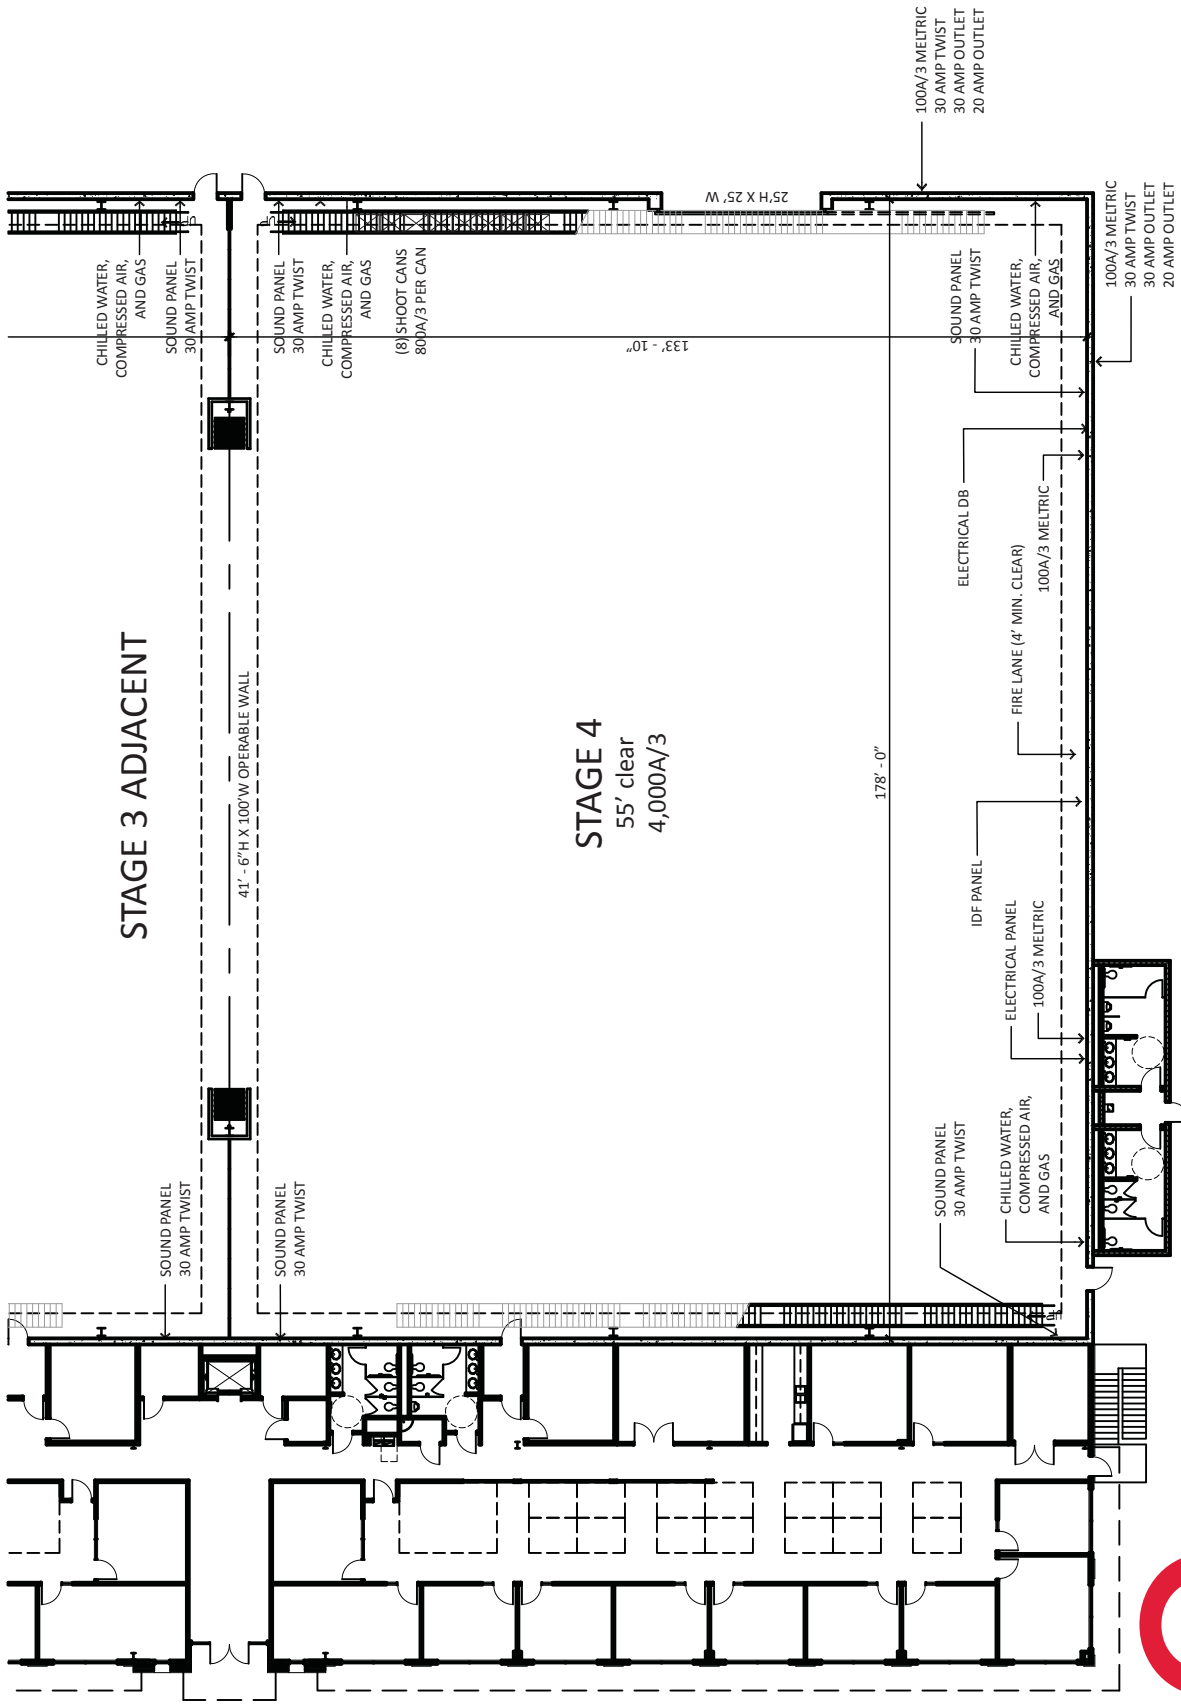 STAGE 3 ADJACENT
41' - 6"H X 100'W OPERABLE WALL
STAGE 4
55' clear
4,000A/3
178' - 0"
133' - 10"
25'H X 25' W
CHILLED WATER,
COMPRESSED AIR,
AND GAS
SOUND PANEL
30 AMP TWIST
SOUND PANEL
30 AMP TWIST
CHILLED WATER,
COMPRESSED AIR,
AND GAS
(8) SHOOT CANS
800A/3 PER CAN
100A/3 MELTRIC
30 AMP TWIST
30 AMP OUTLET
20 AMP OUTLET
SOUND PANEL
30 AMP TWIST
CHILLED WATER,
COMPRESSED AIR,
AND GAS
100A/3 MELTRIC
30 AMP TWIST
30 AMP OUTLET
20 AMP OUTLET
ELECTRICAL DB
100A/3 MELTRIC
FIRE LANE (4' MIN. CLEAR)
IDF PANEL
ELECTRICAL PANEL
100A/3 MELTRIC
SOUND PANEL
30 AMP TWIST
CHILLED WATER,
COMPRESSED AIR,
AND GAS
SOUND PANEL
30 AMP TWIST
SOUND PANEL
30 AMP TWIST